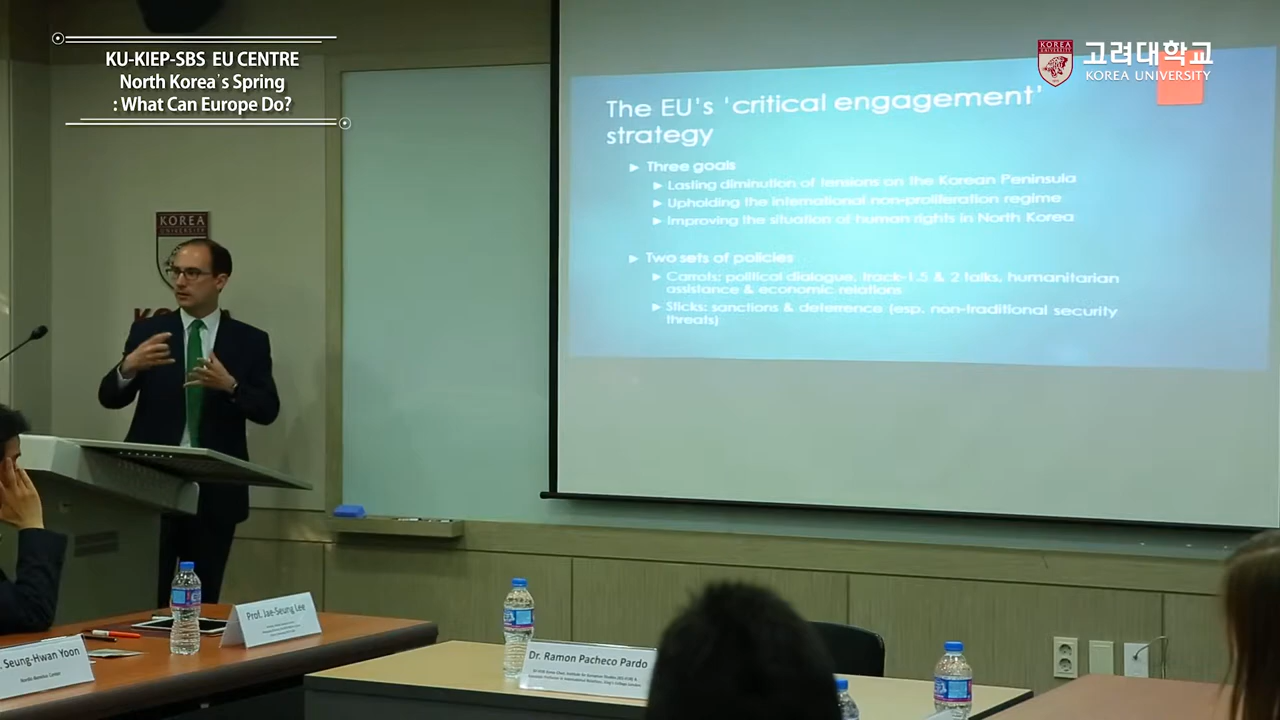 KU-KIEP-SBS EU CENTRE
North Korea's Spring
: What Can Europe Do?
KOREA
UNIVERSITY
고려대학교
KOREA UNIVERSITY
The EU's 'critical engagement'
strategy
Three goals
Lasting diminution of tensions on the Korean Peninsula
Upholding the international non-proliferation regime
Improving the situation of human rights in North Korea
Two sets of policies
Carrots: political dialogue, track-1.5 & 2 talks, humanitarian
assistance & economic relations
Sticks: sanctions & deterrence (esp. non-traditional security
threats)
KOREA
UNIVERSITY
Prof. Jae-Seung Lee
Seung-Hwan Yoon
Dr. Ramon Pacheco Pardo